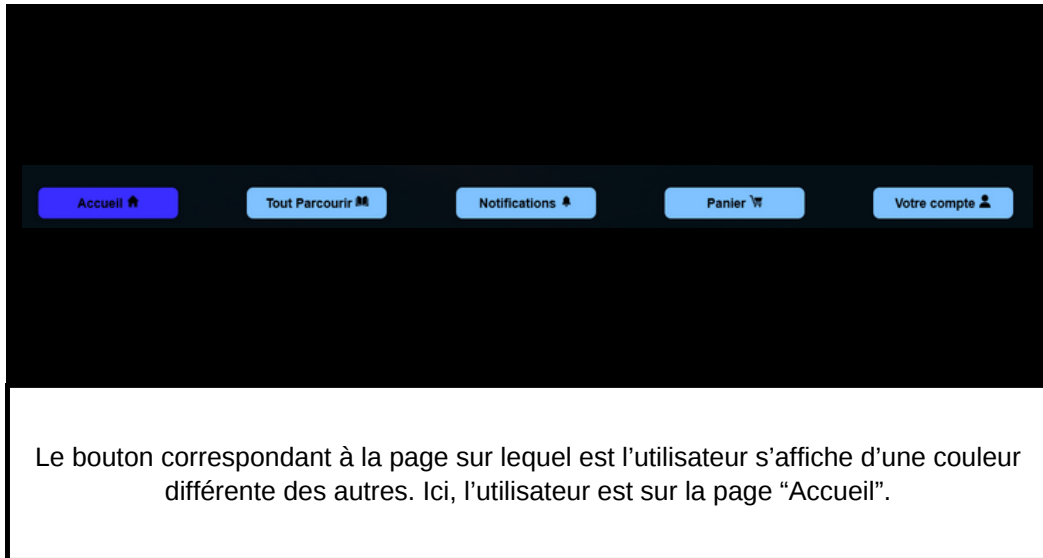 Accueil
Tout Parcourir
Notifications
Panier
Votre compte
Le bouton correspondant à la page sur lequel est l’utilisateur s’affiche d’une couleur
différente des autres. Ici, l’utilisateur est sur la page “Accueil”.